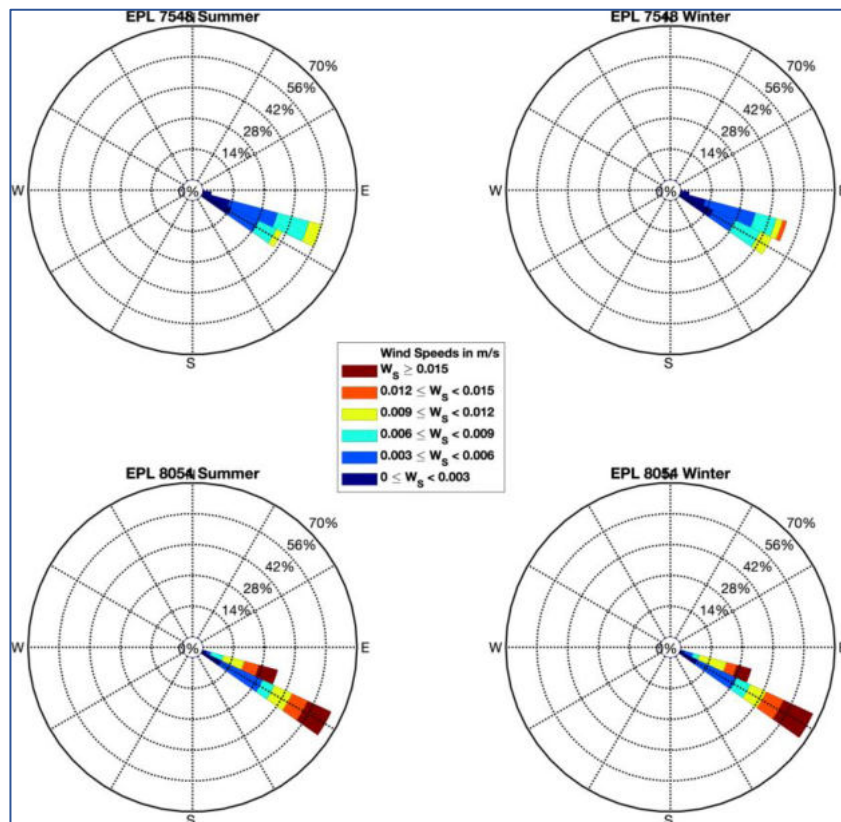 EPL 7548 Summer
N
70%
56%
42%
28%
14%
0%
W
E
S
EPL 7548 Winter
N
70%
56%
42%
28%
14%
0%
W
E
S
Wind Speeds in m/s
W_S ≥ 0.015
0.012 ≤ W_S < 0.015
0.009 ≤ W_S < 0.012
0.006 ≤ W_S < 0.009
0.003 ≤ W_S < 0.006
0 ≤ W_S < 0.003
EPL 8054 Summer
N
70%
56%
42%
28%
14%
0%
W
E
S
EPL 8054 Winter
N
70%
56%
42%
28%
14%
0%
W
E
S